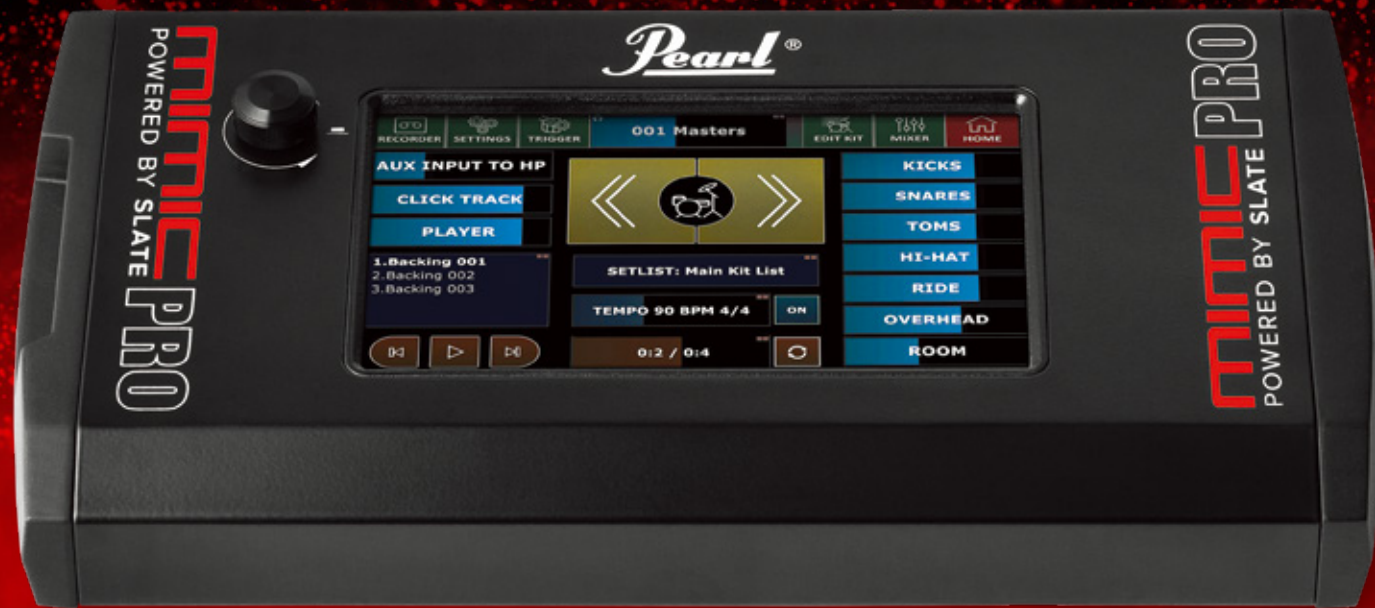 Pearl®
MIMIC PRO
POWERED BY SLATE
RECORDER
SETTINGS
TRIGGER
001 Masters
EDIT KIT
MIXER
HOME
AUX INPUT TO HP
CLICK TRACK
PLAYER
1.Backing 001
2.Backing 002
3.Backing 003
SETLIST: Main Kit List
TEMPO 90 BPM 4/4
ON
0:2 / 0:4
KICKS
SNARES
TOMS
HI-HAT
RIDE
OVERHEAD
ROOM
MIMIC PRO
POWERED BY SLATE